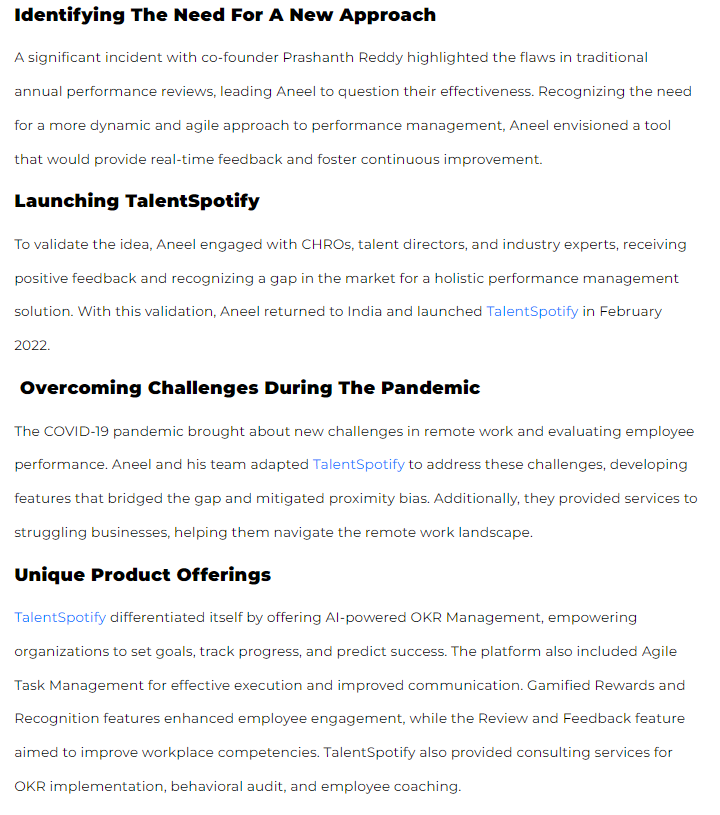 Identifying The Need For A New Approach
A significant incident with co-founder Prashanth Reddy highlighted the flaws in traditional
annual performance reviews, leading Aneel to question their effectiveness. Recognizing the need
for a more dynamic and agile approach to performance management, Aneel envisioned a tool
that would provide real-time feedback and foster continuous improvement.
Launching TalentSpotify
To validate the idea, Aneel engaged with CHROs, talent directors, and industry experts, receiving
positive feedback and recognizing a gap in the market for a holistic performance management
solution. With this validation, Aneel returned to India and launched TalentSpotify in February
2022.
Overcoming Challenges During The Pandemic
The COVID-19 pandemic brought about new challenges in remote work and evaluating employee
performance. Aneel and his team adapted TalentSpotify to address these challenges, developing
features that bridged the gap and mitigated proximity bias. Additionally, they provided services to
struggling businesses, helping them navigate the remote work landscape.
Unique Product Offerings
TalentSpotify differentiated itself by offering AI-powered OKR Management, empowering
organizations to set goals, track progress, and predict success. The platform also included Agile
Task Management for effective execution and improved communication. Gamified Rewards and
Recognition features enhanced employee engagement, while the Review and Feedback feature
aimed to improve workplace competencies. TalentSpotify also provided consulting services for
OKR implementation, behavioral audit, and employee coaching.